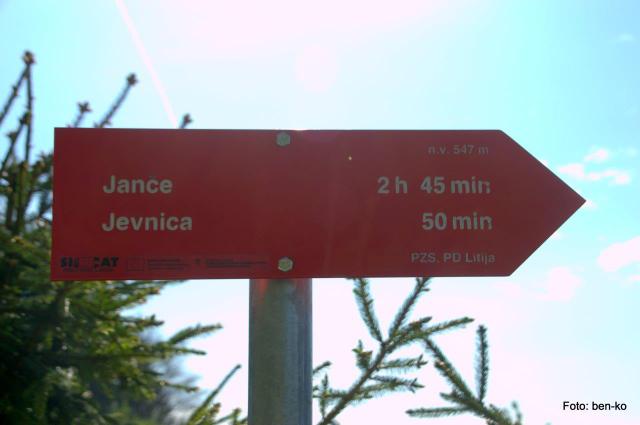 n.v. 547 m
Janče 2 h 45 min
Jevnica 50 min
PZS, PD Litija
Foto: ben-ko